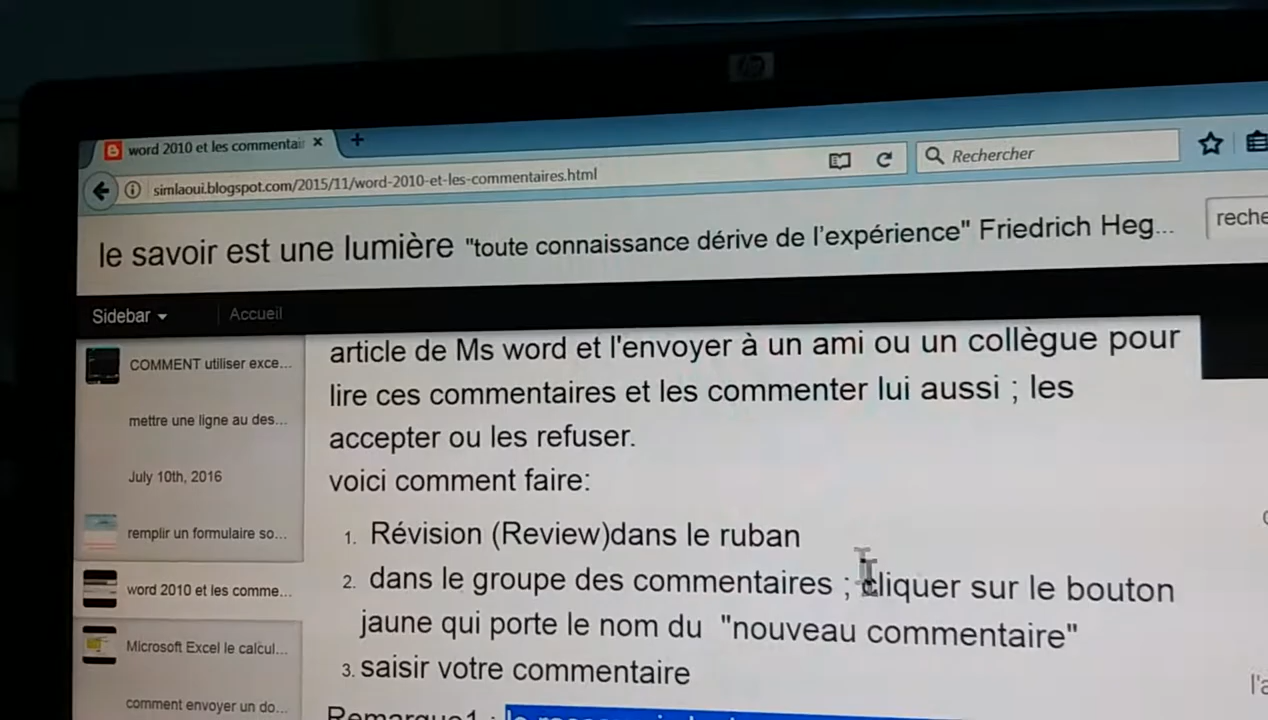 hp
word 2010 et les commentai
simlaoui.blogspot.com/2015/11/word-2010-et-les-commentaires.html
Rechercher
le savoir est une lumière "toute connaissance dérive de l'expérience" Friedrich Heg...
reche
Sidebar
Accueil
COMMENT utiliser exce...
mettre une ligne au des...
July 10th, 2016
remplir un formulaire so...
word 2010 et les comme...
Microsoft Excel le calcul...
comment envoyer un do...
article de Ms word et l'envoyer à un ami ou un collègue pour
lire ces commentaires et les commenter lui aussi ; les
accepter ou les refuser.
voici comment faire:
1. Révision (Review)dans le ruban
2. dans le groupe des commentaires ; cliquer sur le bouton
jaune qui porte le nom du "nouveau commentaire"
3. saisir votre commentaire
Remarque1 :
l'a